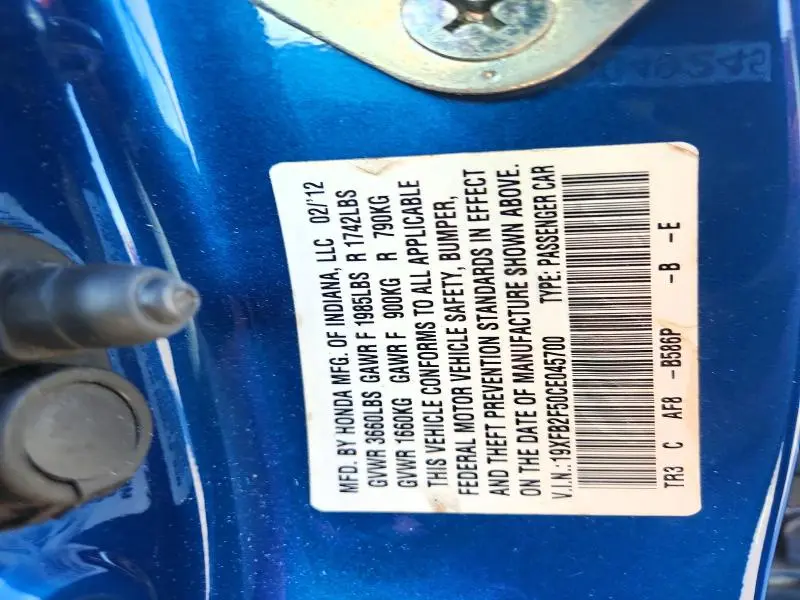 MFD. BY HONDA MFG. OF INDIANA, LLC 02/'12
GVWR 3660LBS GAWR F 1985LBS R 1742LBS
GVWR 1660KG GAWR F 900KG R 790KG
THIS VEHICLE CONFORMS TO ALL APPLICABLE
FEDERAL MOTOR VEHICLE SAFETY, BUMPER,
AND THEFT PREVENTION STANDARDS IN EFFECT
ON THE DATE OF MANUFACTURE SHOWN ABOVE.
V.I.N.: 19XFB2F50CE045700 TYPE: PASSENGER CAR
TR3 C AF8 -B586P -B -E